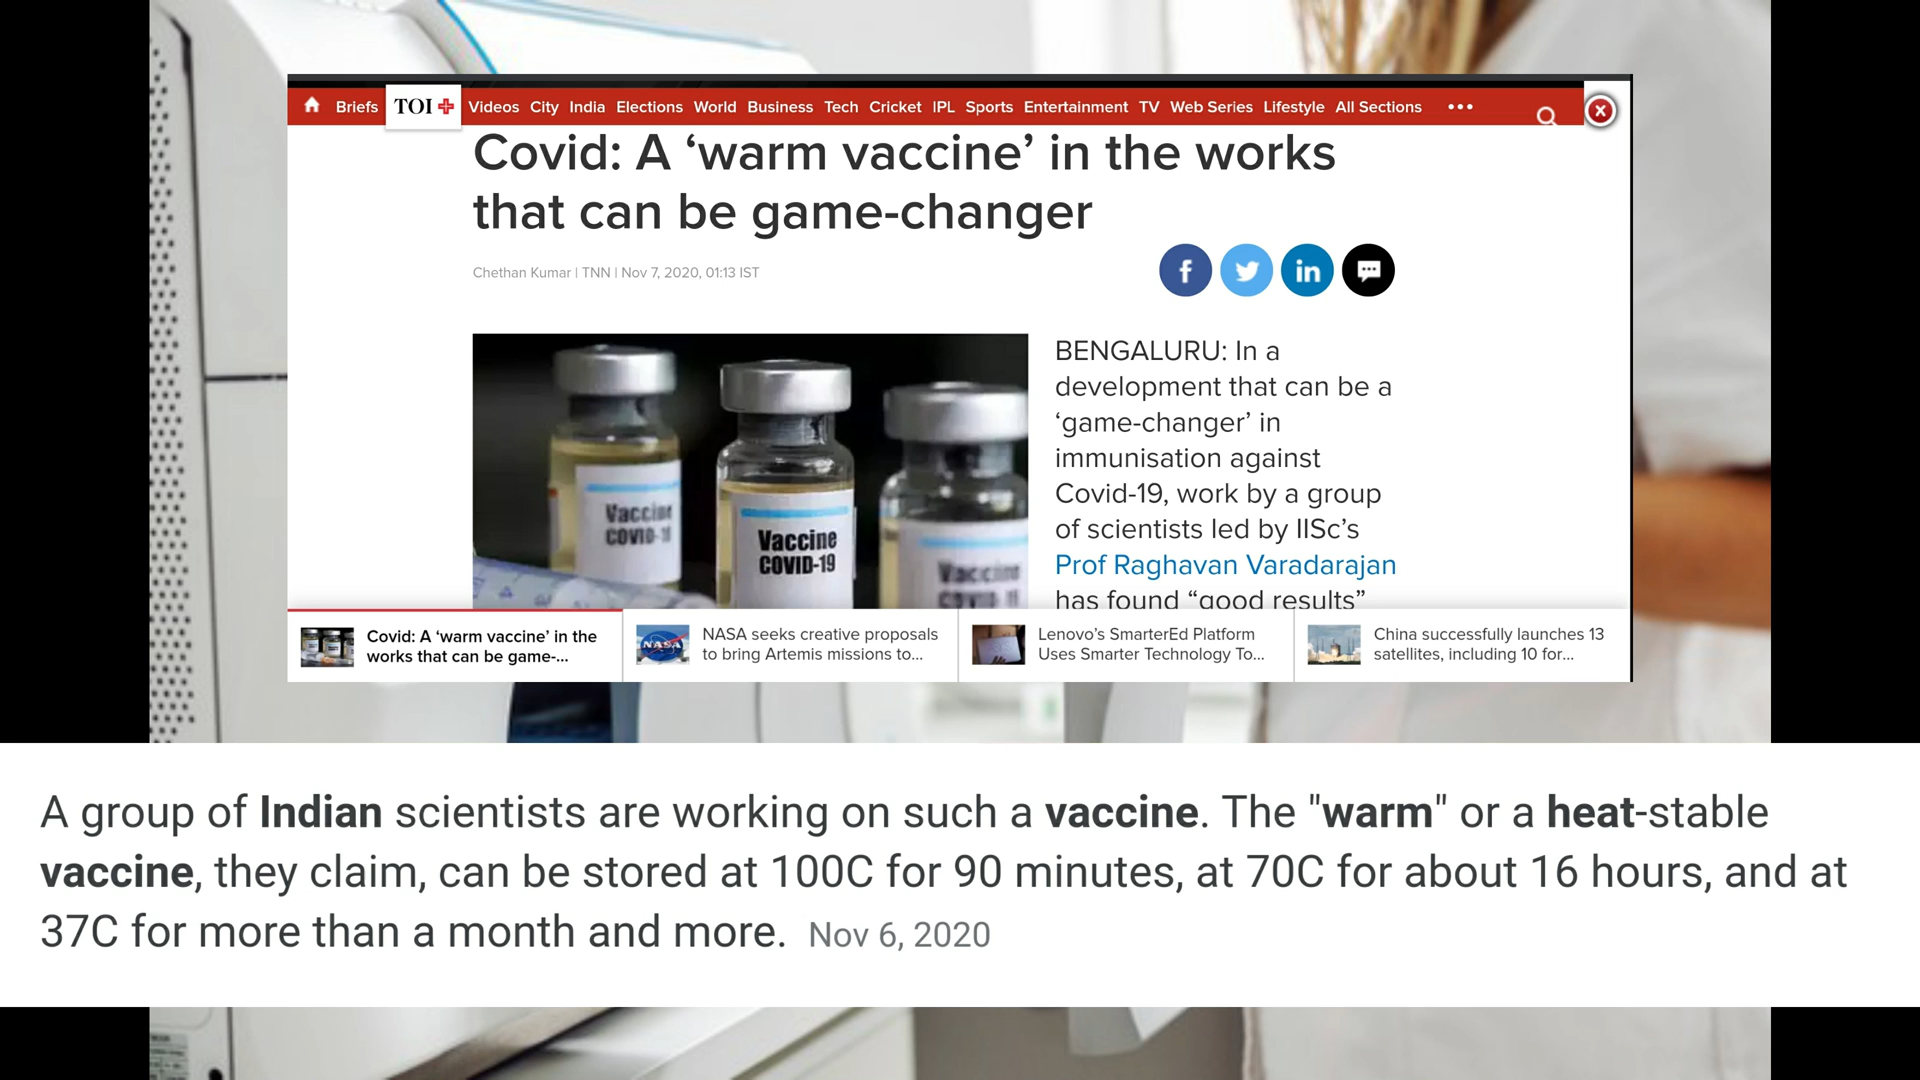 Briefs TOI Videos City India Elections World Business Tech Cricket IPL Sports Entertainment TV Web Series Lifestyle All Sections
Covid: A ‘warm vaccine’ in the works
that can be game-changer
Chethan Kumar | TNN | Nov 7, 2020, 01:13 IST
Vaccine
COVID-19
Vaccine
COVID-19
Vaccine
COVID-19
BENGALURU: In a
development that can be a
‘game-changer’ in
immunisation against
Covid-19, work by a group
of scientists led by IISc’s
Prof Raghavan Varadarajan
has found “good results”
Covid: A ‘warm vaccine’ in the
works that can be game-...
NASA
NASA seeks creative proposals
to bring Artemis missions to...
Lenovo’s SmarterEd Platform
Uses Smarter Technology To...
China successfully launches 13
satellites, including 10 for...
A group of Indian scientists are working on such a vaccine. The "warm" or a heat-stable
vaccine, they claim, can be stored at 100C for 90 minutes, at 70C for about 16 hours, and at
37C for more than a month and more. Nov 6, 2020